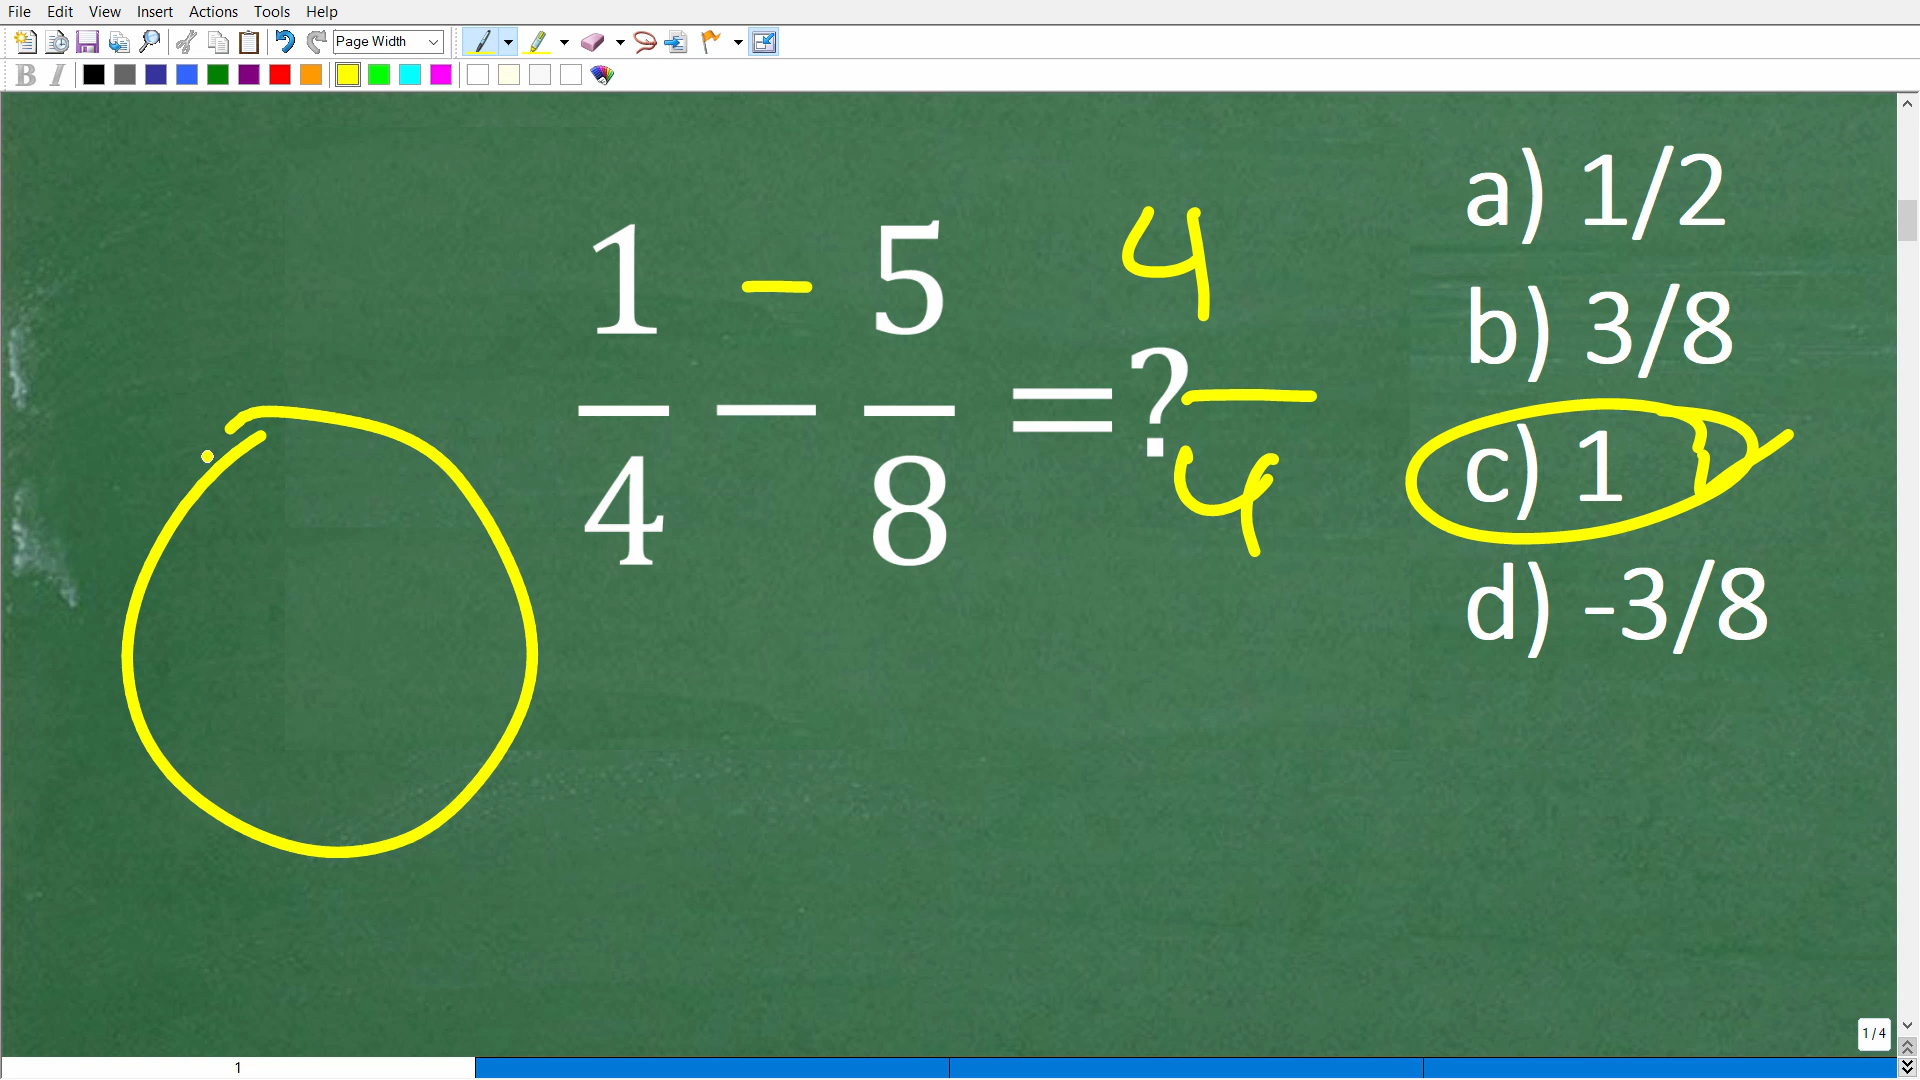 File Edit View Insert Actions Tools Help
Page Width
B I
1/4 - 5/8 = ?
- 4
4
a) 1/2
b) 3/8
c) 1
d) -3/8
1 / 4
1